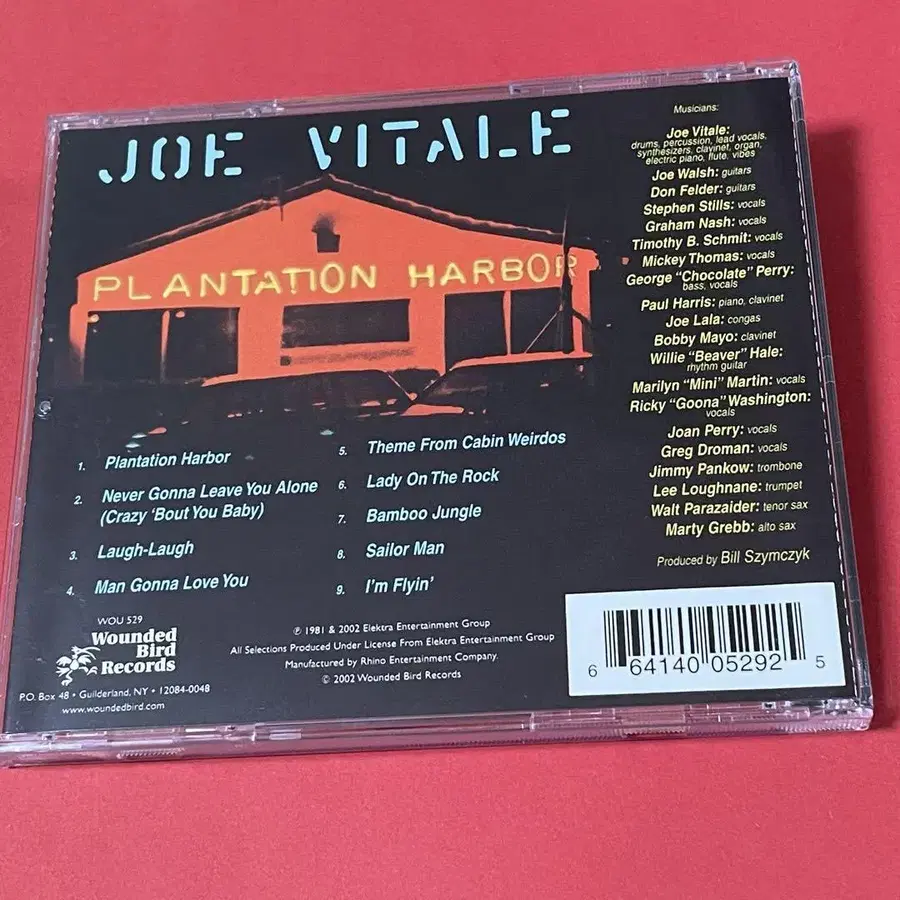 JOE VITALE
PLANTATION HARBOR
1. Plantation Harbor
2. Never Gonna Leave You Alone
(Crazy ‘Bout You Baby)
3. Laugh-Laugh
4. Man Gonna Love You
5. Theme From Cabin Weirdos
6. Lady On The Rock
7. Bamboo Jungle
8. Sailor Man
9. I'm Flyin'
Musicians:
Joe Vitale:
drums, percussion, lead vocals,
synthesizers, clavinet, organ,
electric piano, flute, vibes
Joe Walsh: guitars
Don Felder: guitars
Stephen Stills: vocals
Graham Nash: vocals
Timothy B. Schmit: vocals
Mickey Thomas: vocals
George “Chocolate” Perry:
bass, vocals
Paul Harris: piano, clavinet
Joe Lala: congas
Bobby Mayo: clavinet
Willie “Beaver” Hale:
rhythm guitar
Marilyn “Mini” Martin: vocals
Ricky “Goona” Washington:
vocals
Joan Perry: vocals
Greg Droman: vocals
Jimmy Pankow: trombone
Lee Loughnane: trumpet
Walt Parazaider: tenor sax
Marty Grebb: alto sax
Produced by Bill Szymczyk
WOU 529
Wounded
Bird
Records
P.O. Box 48 • Guilderland, NY • 12084-0048
www.woundedbird.com
℗ 1981 & 2002 Elektra Entertainment Group
All Selections Produced Under License From Elektra Entertainment Group
Manufactured by Rhino Entertainment Company.
© 2002 Wounded Bird Records
6 64140 05292 5